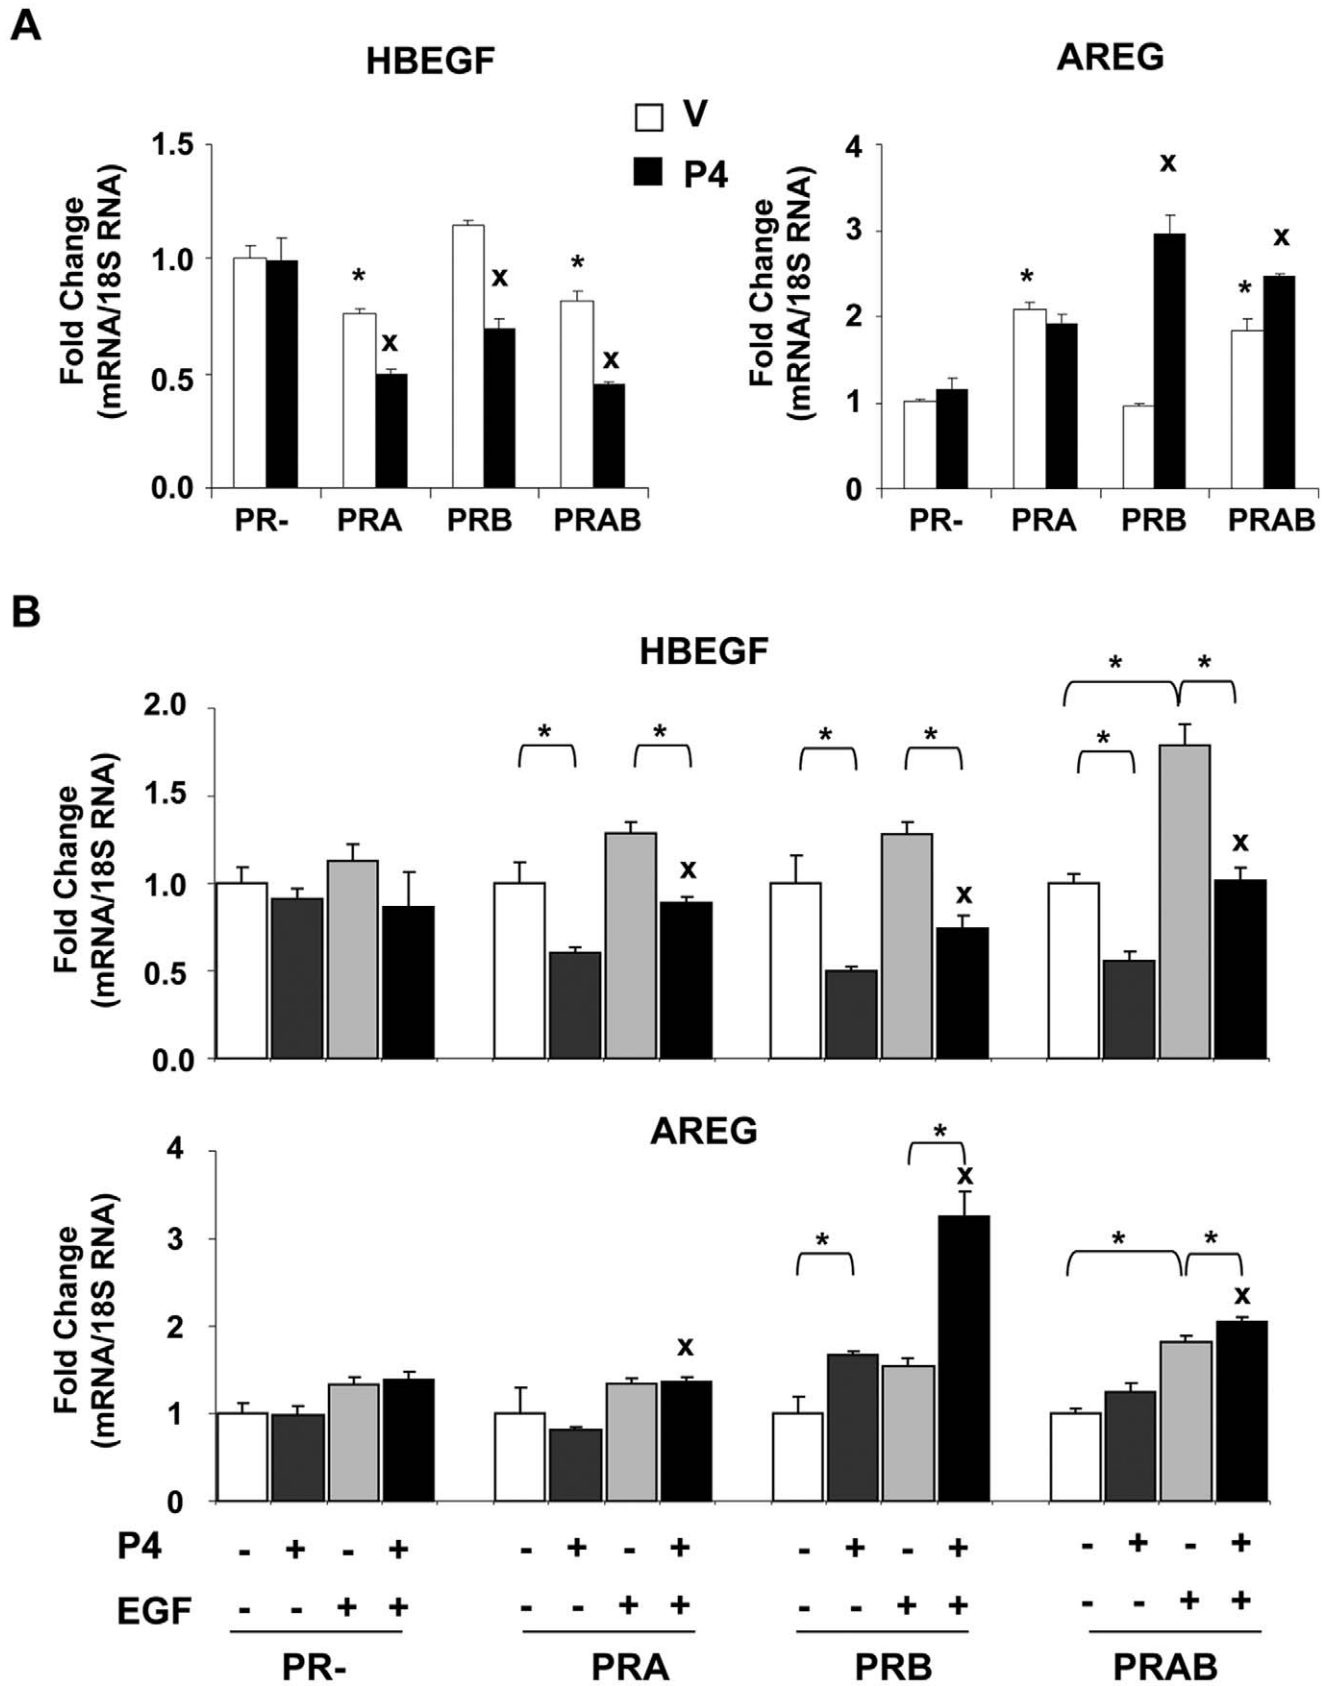 A
HBEGF
AREG
V
P4
Fold Change
(mRNA/18S RNA)
1.5
1.0
0.5
0.0
* x x * x
PR- PRA PRB PRAB
Fold Change
(mRNA/18S RNA)
4
3
2
1
0
* x * x
PR- PRA PRB PRAB
B
HBEGF
Fold Change
(mRNA/18S RNA)
2.0
1.5
1.0
0.5
0.0
* * x * * x * * * x
AREG
Fold Change
(mRNA/18S RNA)
4
3
2
1
0
x * * x * * x
P4 - + - + - + - + - + - + - + - +
EGF - - + + - - + + - - + + - - + +
PR- PRA PRB PRAB